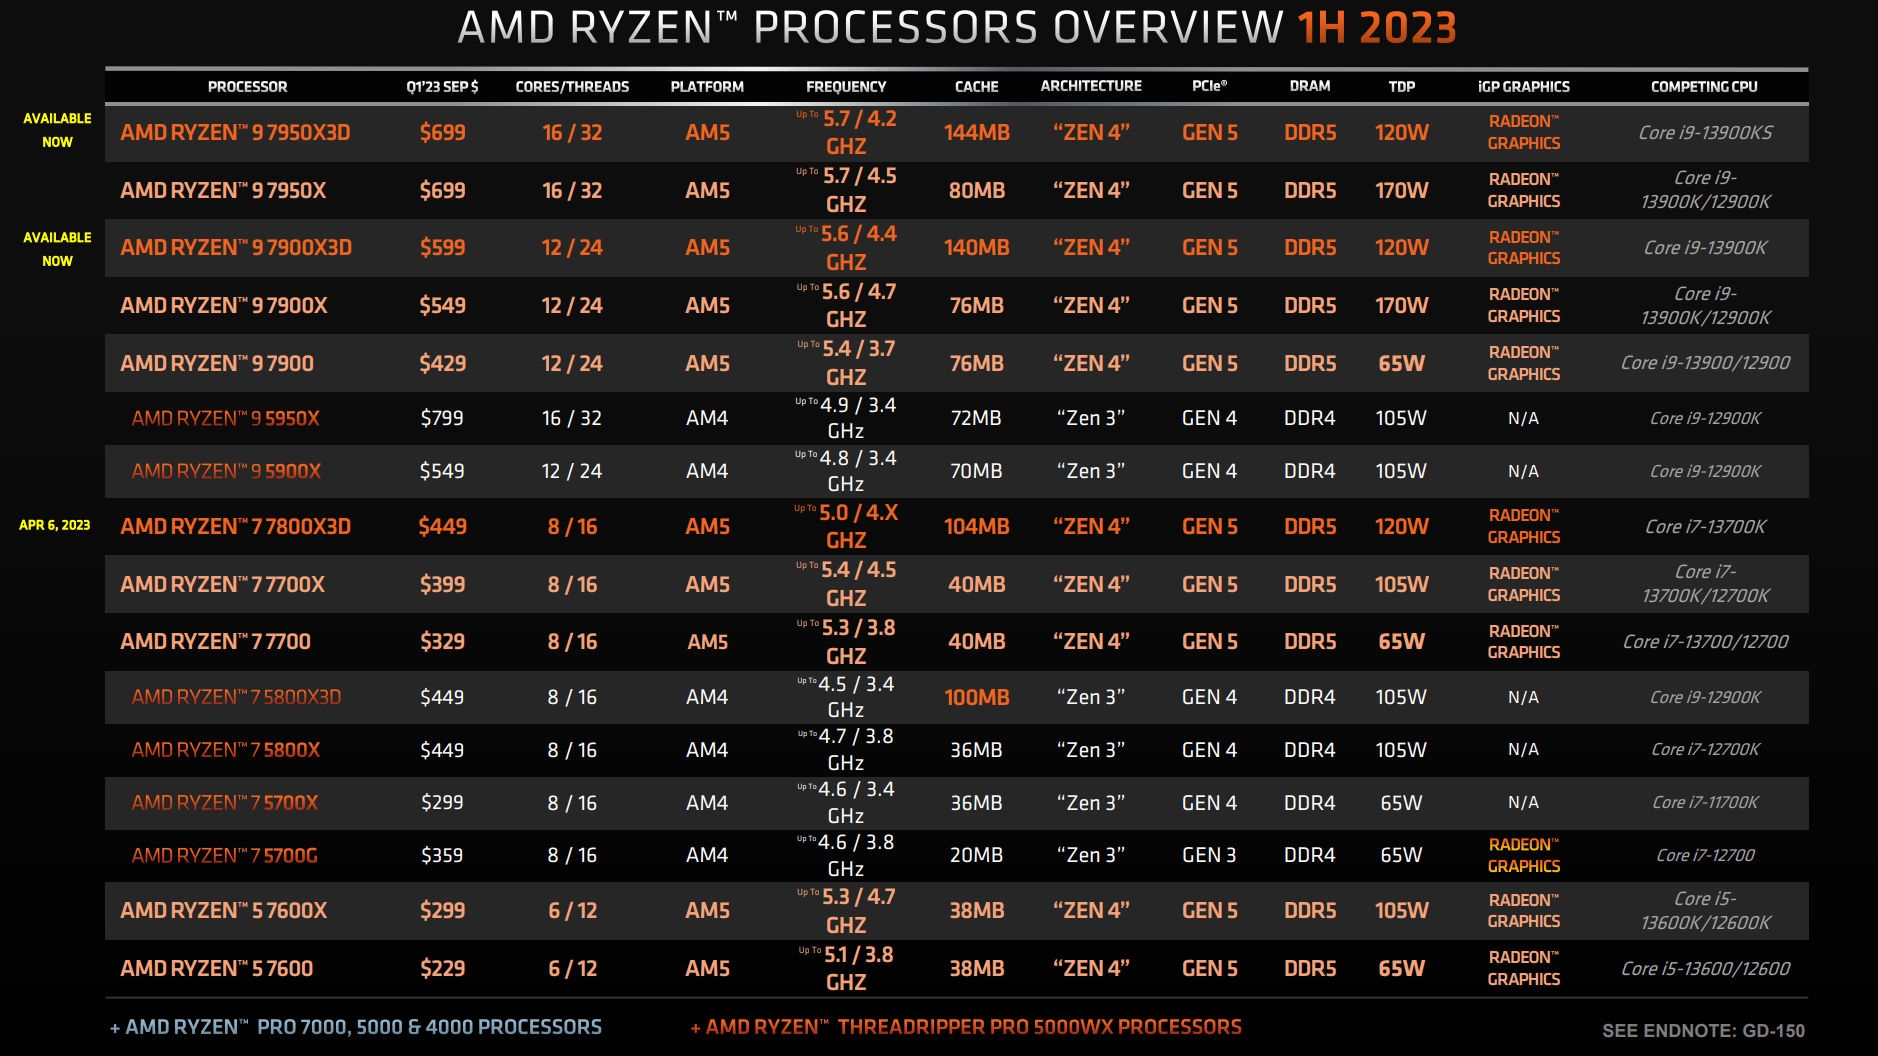 AMD RYZEN™ PROCESSORS OVERVIEW 1H 2023
PROCESSOR Q1'23 SEP $ CORES/THREADS PLATFORM FREQUENCY CACHE ARCHITECTURE PCIe® DRAM TDP iGP GRAPHICS COMPETING CPU
AVAILABLE NOW AMD RYZEN™ 9 7950X3D $699 16 / 32 AM5 Up To 5.7 / 4.2 GHZ 144MB “ZEN 4” GEN 5 DDR5 120W RADEON™ GRAPHICS Core i9-13900KS
AMD RYZEN™ 9 7950X $699 16 / 32 AM5 Up To 5.7 / 4.5 GHZ 80MB “ZEN 4” GEN 5 DDR5 170W RADEON™ GRAPHICS Core i9-13900K/12900K
AVAILABLE NOW AMD RYZEN™ 9 7900X3D $599 12 / 24 AM5 Up To 5.6 / 4.4 GHZ 140MB “ZEN 4” GEN 5 DDR5 120W RADEON™ GRAPHICS Core i9-13900K
AMD RYZEN™ 9 7900X $549 12 / 24 AM5 Up To 5.6 / 4.7 GHZ 76MB “ZEN 4” GEN 5 DDR5 170W RADEON™ GRAPHICS Core i9-13900K/12900K
AMD RYZEN™ 9 7900 $429 12 / 24 AM5 Up To 5.4 / 3.7 GHZ 76MB “ZEN 4” GEN 5 DDR5 65W RADEON™ GRAPHICS Core i9-13900/12900
AMD RYZEN™ 9 5950X $799 16 / 32 AM4 Up To 4.9 / 3.4 GHz 72MB “Zen 3” GEN 4 DDR4 105W N/A Core i9-12900K
AMD RYZEN™ 9 5900X $549 12 / 24 AM4 Up To 4.8 / 3.4 GHz 70MB “Zen 3” GEN 4 DDR4 105W N/A Core i9-12900K
APR 6, 2023 AMD RYZEN™ 7 7800X3D $449 8 / 16 AM5 Up To 5.0 / 4.X GHZ 104MB “ZEN 4” GEN 5 DDR5 120W RADEON™ GRAPHICS Core i7-13700K
AMD RYZEN™ 7 7700X $399 8 / 16 AM5 Up To 5.4 / 4.5 GHZ 40MB “ZEN 4” GEN 5 DDR5 105W RADEON™ GRAPHICS Core i7-13700K/12700K
AMD RYZEN™ 7 7700 $329 8 / 16 AM5 Up To 5.3 / 3.8 GHZ 40MB “ZEN 4” GEN 5 DDR5 65W RADEON™ GRAPHICS Core i7-13700/12700
AMD RYZEN™ 7 5800X3D $449 8 / 16 AM4 Up To 4.5 / 3.4 GHz 100MB “Zen 3” GEN 4 DDR4 105W N/A Core i9-12900K
AMD RYZEN™ 7 5800X $449 8 / 16 AM4 Up To 4.7 / 3.8 GHz 36MB “Zen 3” GEN 4 DDR4 105W N/A Core i7-12700K
AMD RYZEN™ 7 5700X $299 8 / 16 AM4 Up To 4.6 / 3.4 GHz 36MB “Zen 3” GEN 4 DDR4 65W N/A Core i7-11700K
AMD RYZEN™ 7 5700G $359 8 / 16 AM4 Up To 4.6 / 3.8 GHz 20MB “Zen 3” GEN 3 DDR4 65W RADEON™ GRAPHICS Core i7-12700
AMD RYZEN™ 5 7600X $299 6 / 12 AM5 Up To 5.3 / 4.7 GHZ 38MB “ZEN 4” GEN 5 DDR5 105W RADEON™ GRAPHICS Core i5-13600K/12600K
AMD RYZEN™ 5 7600 $229 6 / 12 AM5 Up To 5.1 / 3.8 GHZ 38MB “ZEN 4” GEN 5 DDR5 65W RADEON™ GRAPHICS Core i5-13600/12600
+ AMD RYZEN™ PRO 7000, 5000 & 4000 PROCESSORS + AMD RYZEN™ THREADRIPPER PRO 5000WX PROCESSORS SEE ENDNOTE: GD-150